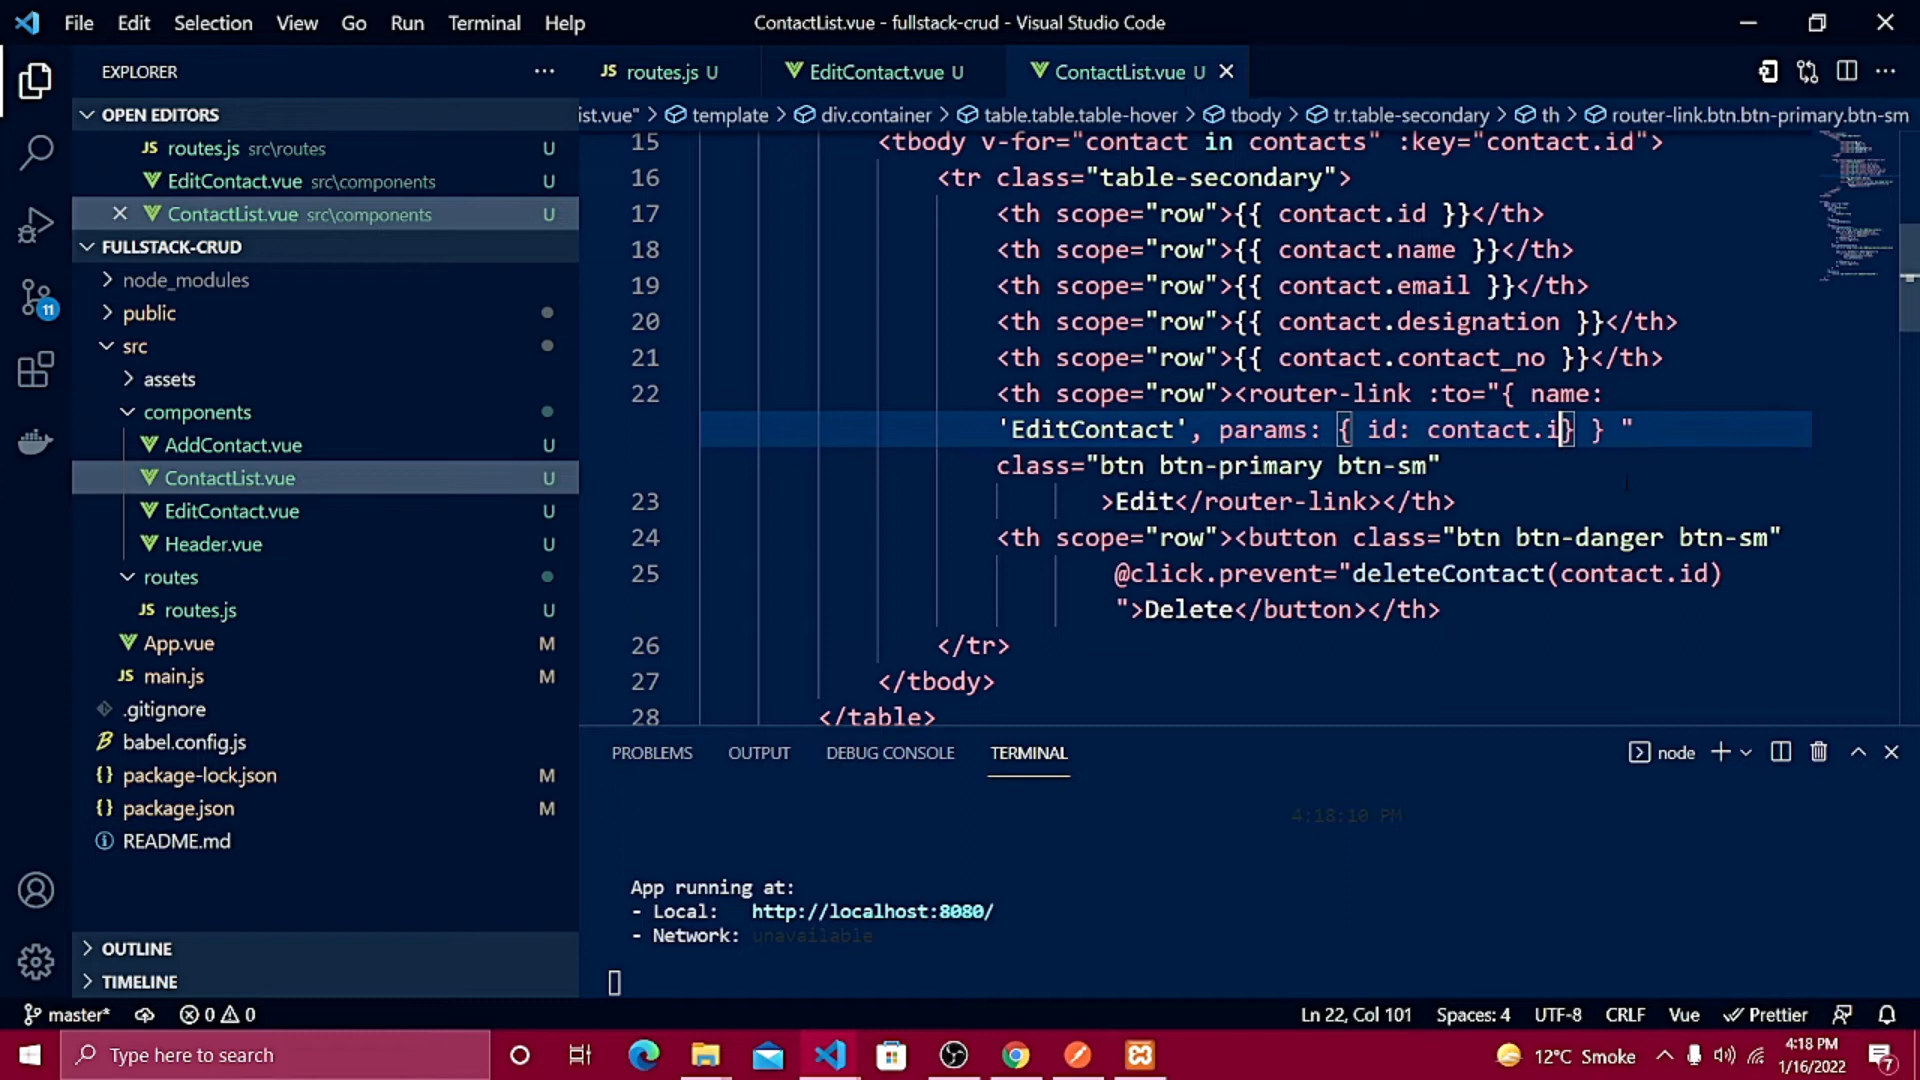 File Edit Selection View Go Run Terminal Help
ContactList.vue - fullstack-crud - Visual Studio Code
EXPLORER
JS routes.js U
EditContact.vue U
ContactList.vue U
OPEN EDITORS
JS routes.js src\routes U
EditContact.vue src\components U
ContactList.vue src\components U
FULLSTACK-CRUD
node_modules
public
src
assets
components
AddContact.vue U
ContactList.vue U
EditContact.vue U
Header.vue U
routes
JS routes.js U
App.vue M
JS main.js M
.gitignore
babel.config.js
{} package-lock.json M
{} package.json M
README.md
OUTLINE
TIMELINE
11
ist.vue" > template > div.container > table.table.table-hover > tbody > tr.table-secondary > th > router-link.btn.btn-primary.btn-sm
15 <tbody v-for="contact in contacts" :key="contact.id">
16 <tr class="table-secondary">
17 <th scope="row">{{ contact.id }}</th>
18 <th scope="row">{{ contact.name }}</th>
19 <th scope="row">{{ contact.email }}</th>
20 <th scope="row">{{ contact.designation }}</th>
21 <th scope="row">{{ contact.contact_no }}</th>
22 <th scope="row"><router-link :to="{ name:
'EditContact', params: { id: contact.i} } "
class="btn btn-primary btn-sm"
23 >Edit</router-link></th>
24 <th scope="row"><button class="btn btn-danger btn-sm"
25 @click.prevent="deleteContact(contact.id)
">Delete</button></th>
26 </tr>
27 </tbody>
28 </table>
PROBLEMS OUTPUT DEBUG CONSOLE TERMINAL
node
4:18:10 PM
App running at:
- Local: http://localhost:8080/
- Network: unavailable
master* 0 0
Ln 22, Col 101 Spaces: 4 UTF-8 CRLF Vue Prettier
Type here to search
12°C Smoke
4:18 PM
1/16/2022
7